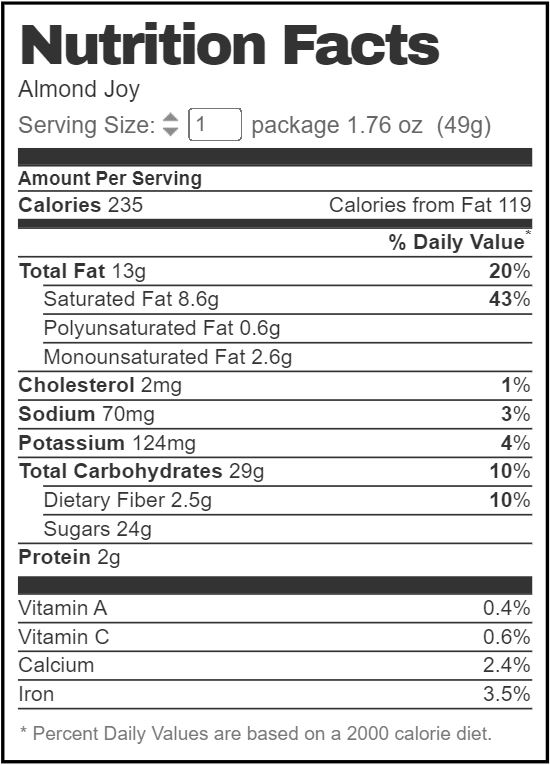 Nutrition Facts
Almond Joy
Serving Size: 1 package 1.76 oz (49g)
Amount Per Serving
Calories 235 Calories from Fat 119
% Daily Value*
Total Fat 13g 20%
Saturated Fat 8.6g 43%
Polyunsaturated Fat 0.6g
Monounsaturated Fat 2.6g
Cholesterol 2mg 1%
Sodium 70mg 3%
Potassium 124mg 4%
Total Carbohydrates 29g 10%
Dietary Fiber 2.5g 10%
Sugars 24g
Protein 2g
Vitamin A 0.4%
Vitamin C 0.6%
Calcium 2.4%
Iron 3.5%
* Percent Daily Values are based on a 2000 calorie diet.